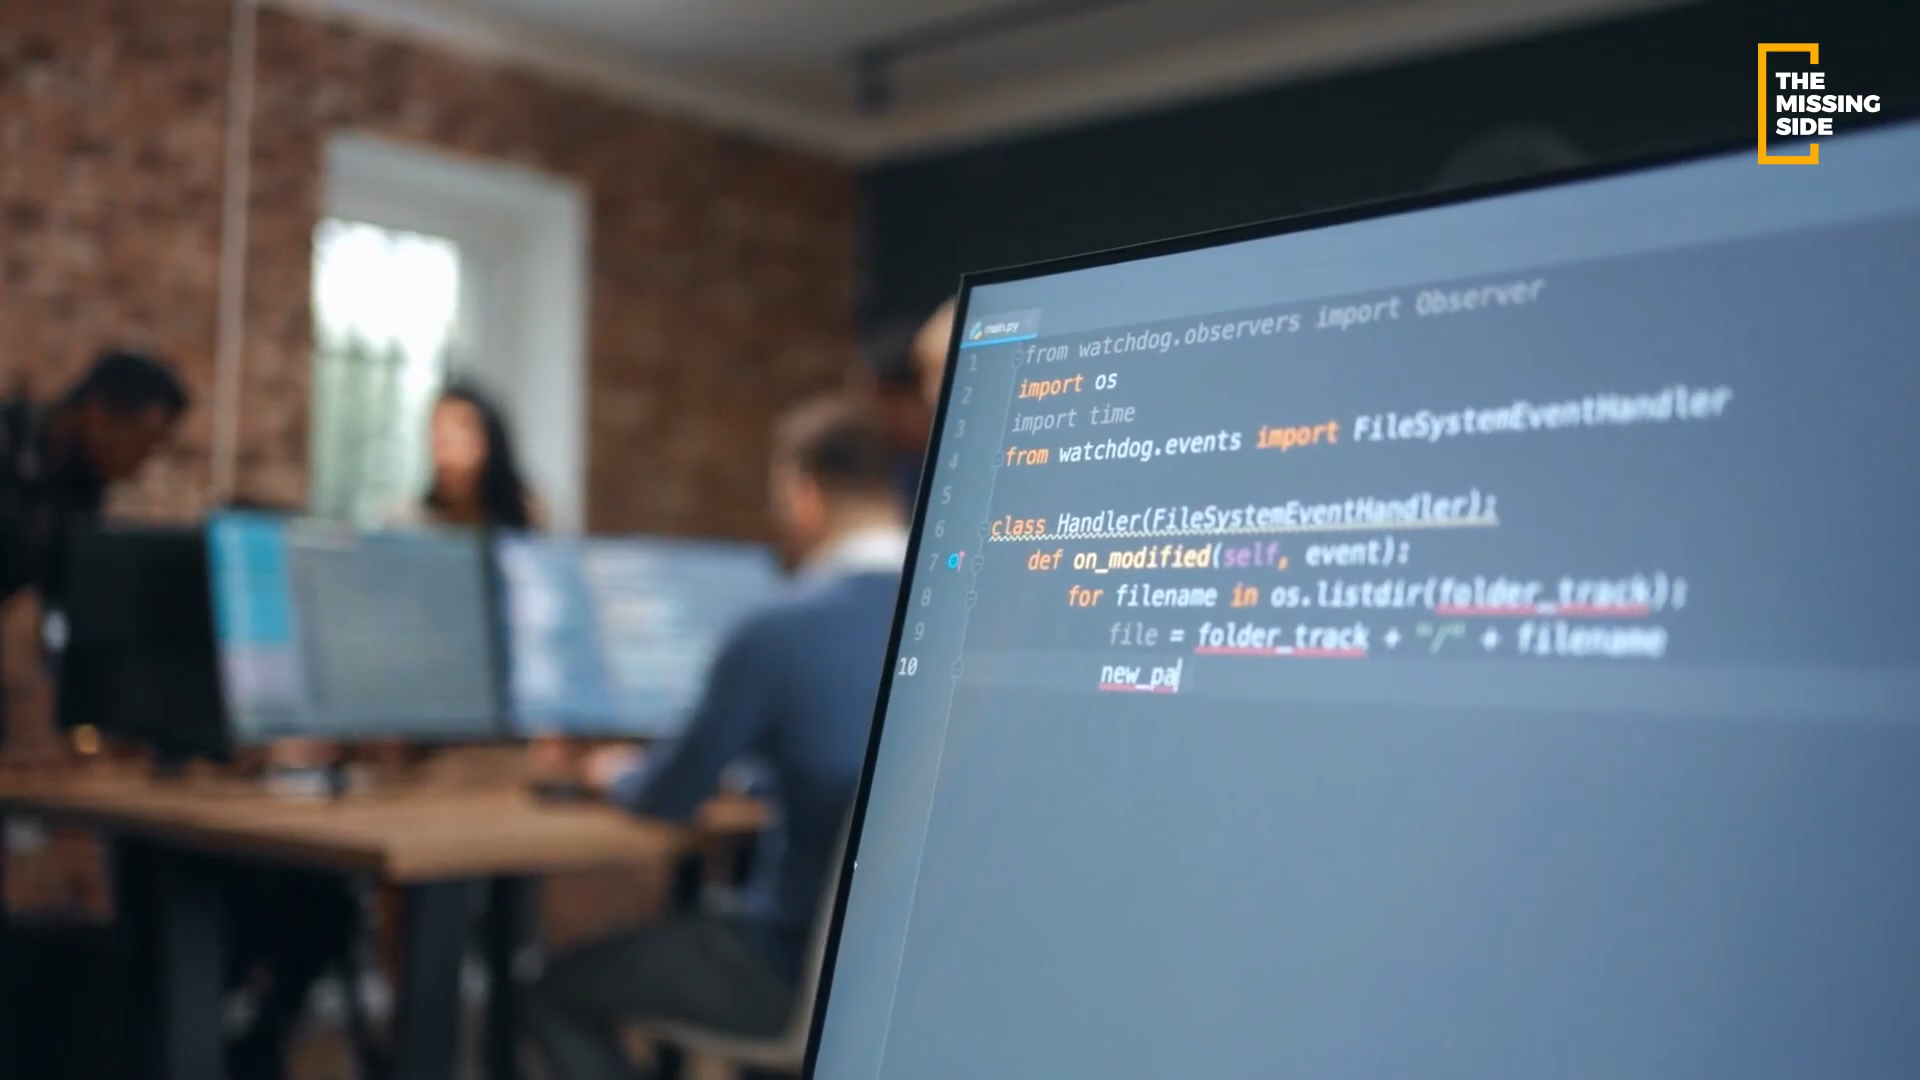 THE
MISSING
SIDE
main.py
1 from watchdog.observers import Observer
2 import os
3 import time
4 from watchdog.events import import FileSystemEventHandler
5
6 class Handler(FileSystemEventHandler):
7 def on_modified(self, event):
8 for filename in os.listdir(folder_track):
9 file = folder_track + "/" + filename
10 new_pa